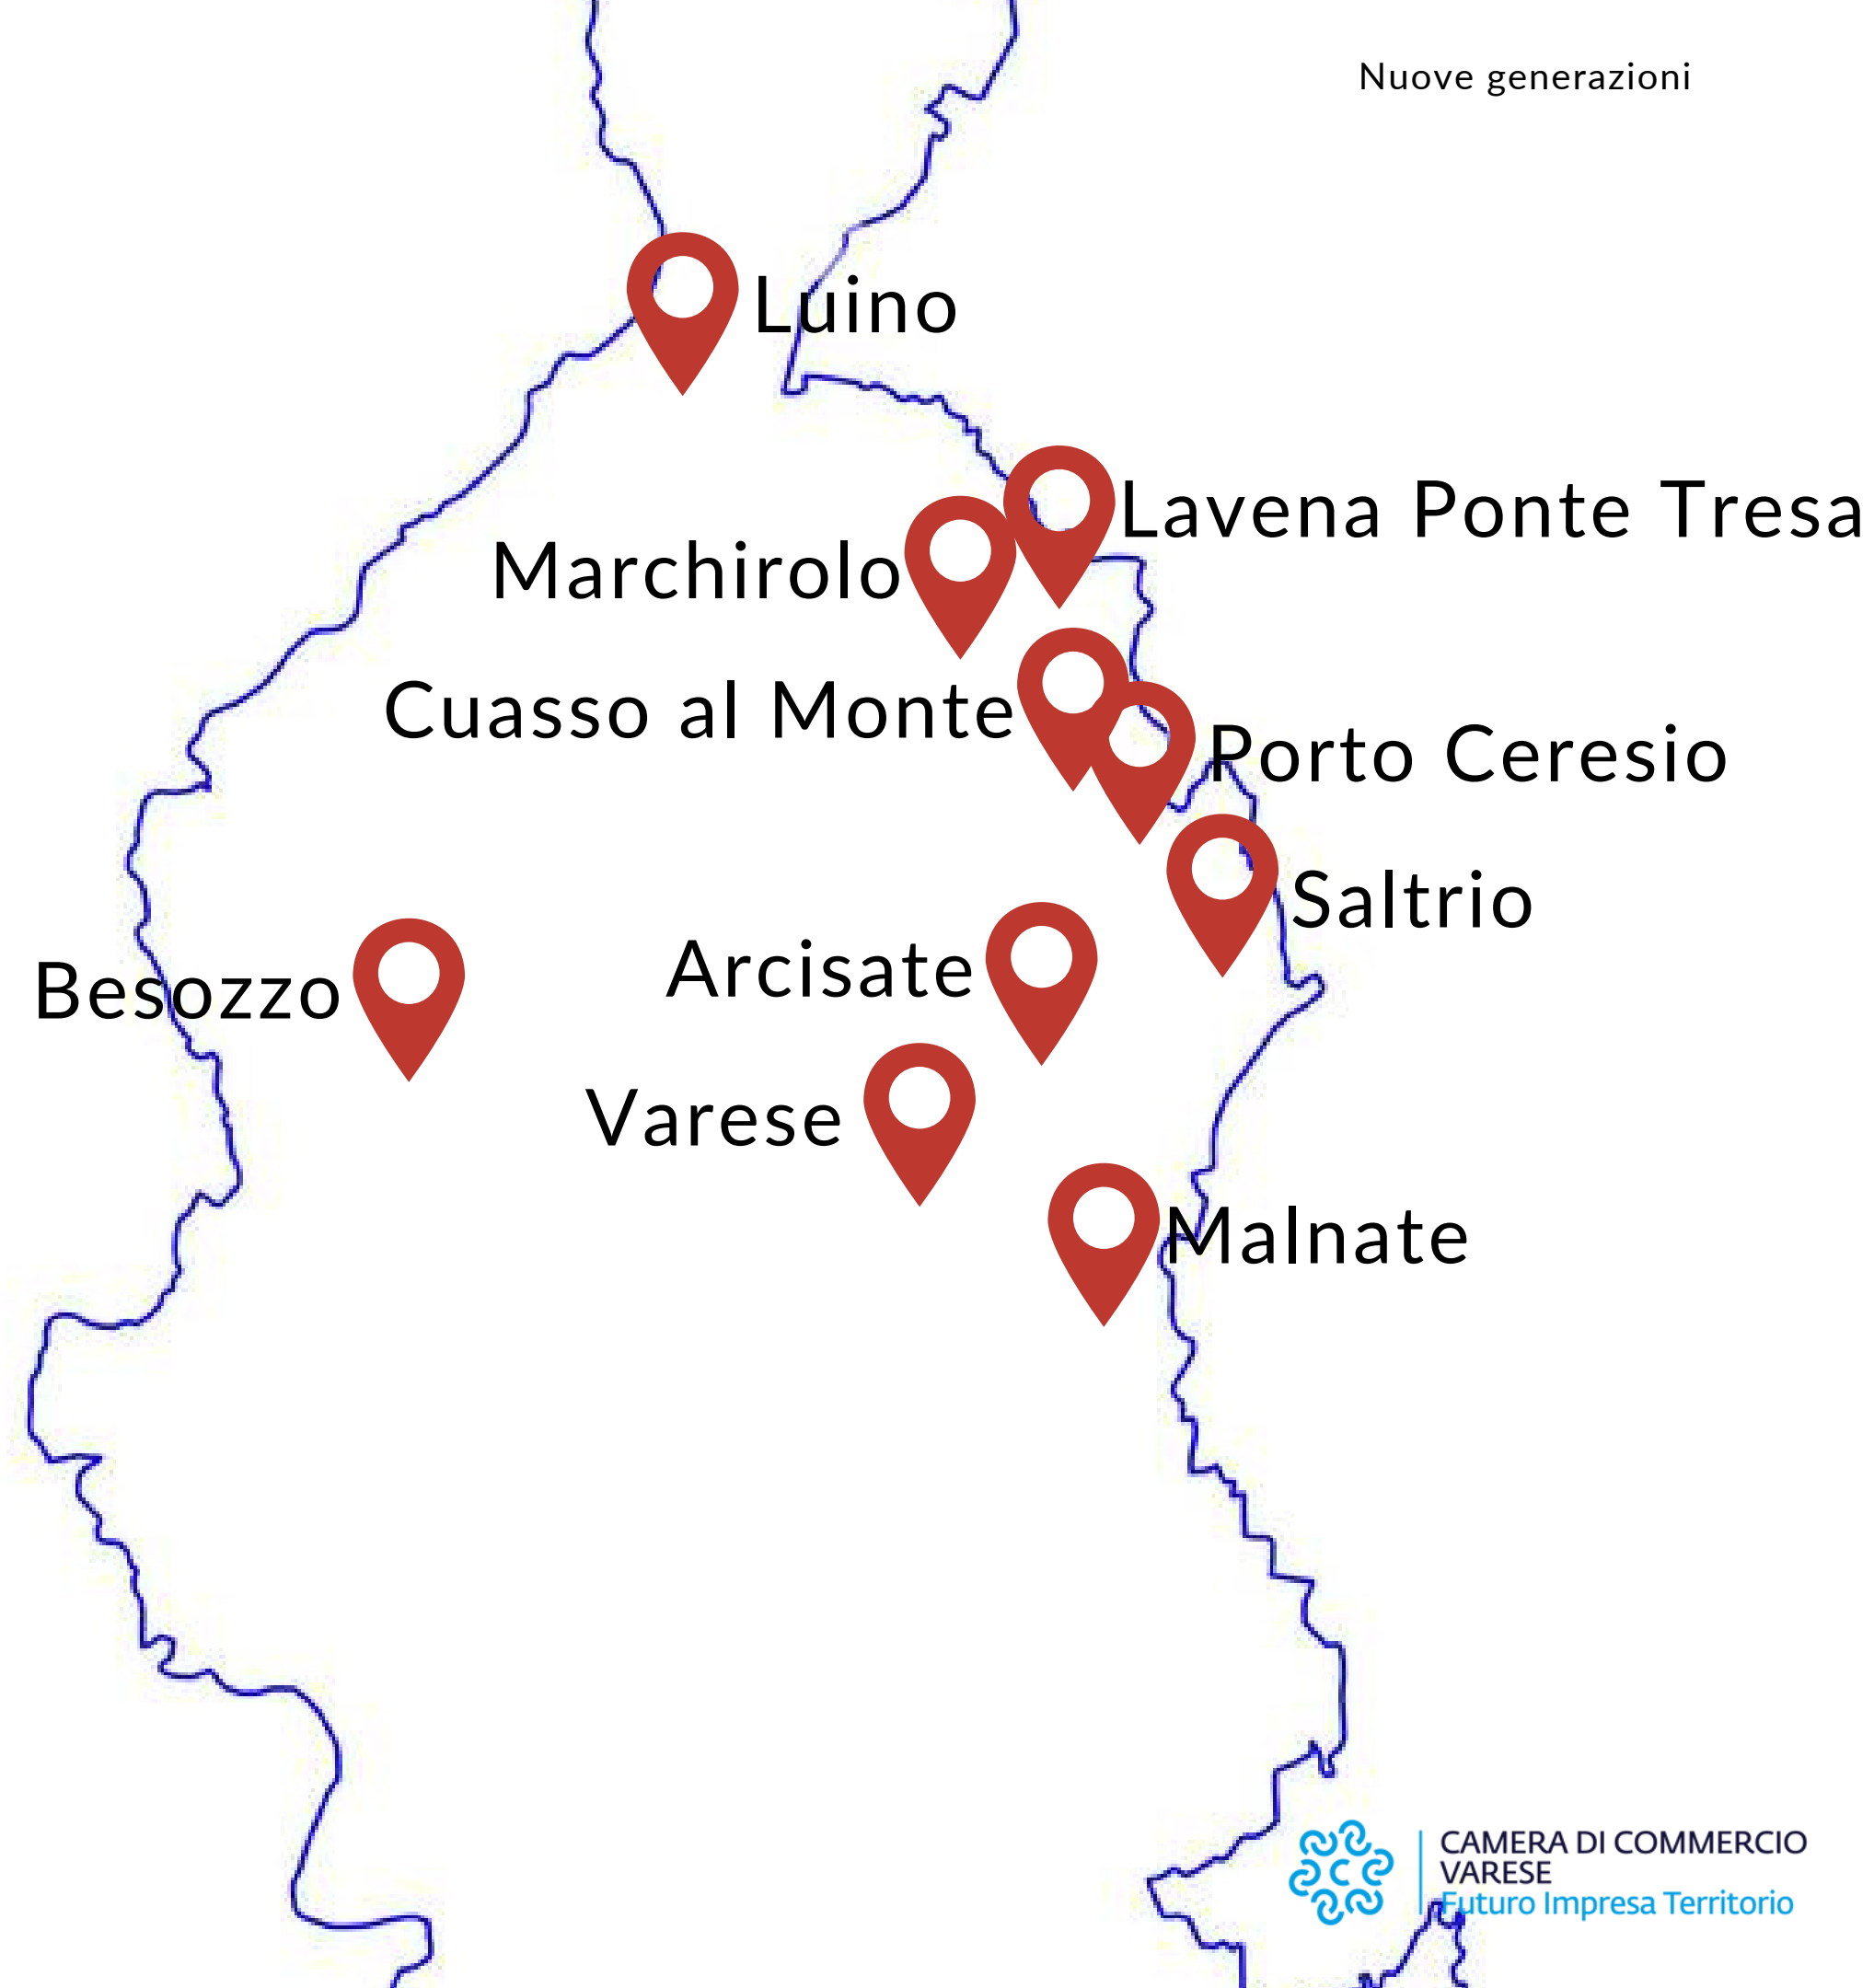 Nuove generazioni
Luino
Lavena Ponte Tresa
Marchirolo
Cuasso al Monte
Porto Ceresio
Saltrio
Arcisate
Besozzo
Varese
Malnate
CAMERA DI COMMERCIO
VARESE
Futuro Impresa Territorio